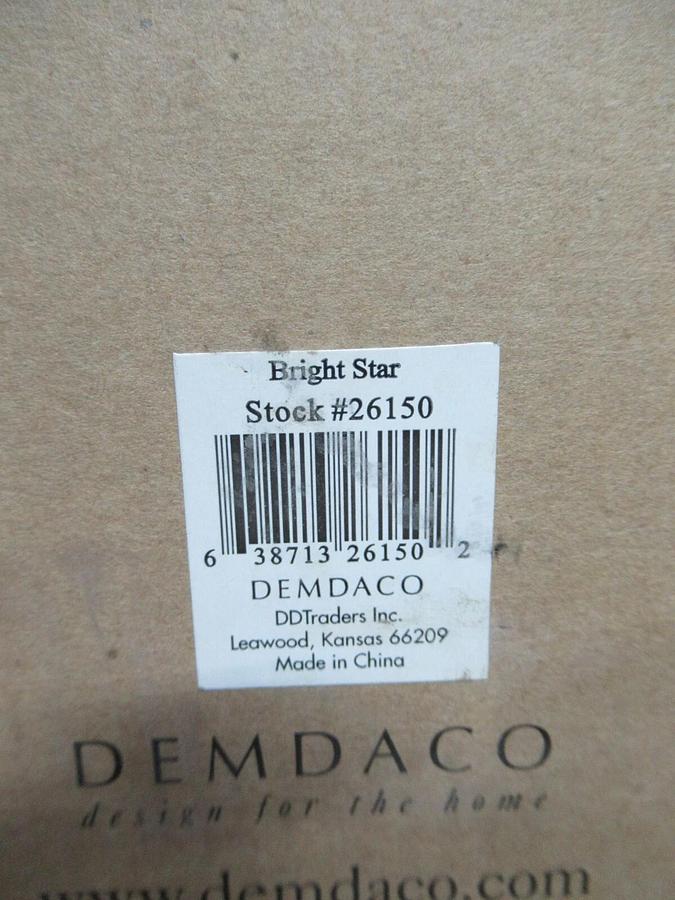 Bright Star
Stock #26150
6 38713 26150 2
DEMDACO
DDTraders Inc.
Leawood, Kansas 66209
Made in China
DEMDACO
design for the home
www.demdaco.com